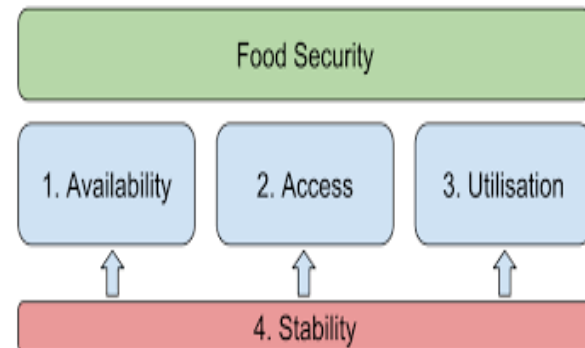 Food Security
1. Availability
2. Access
3. Utilisation
4. Stability